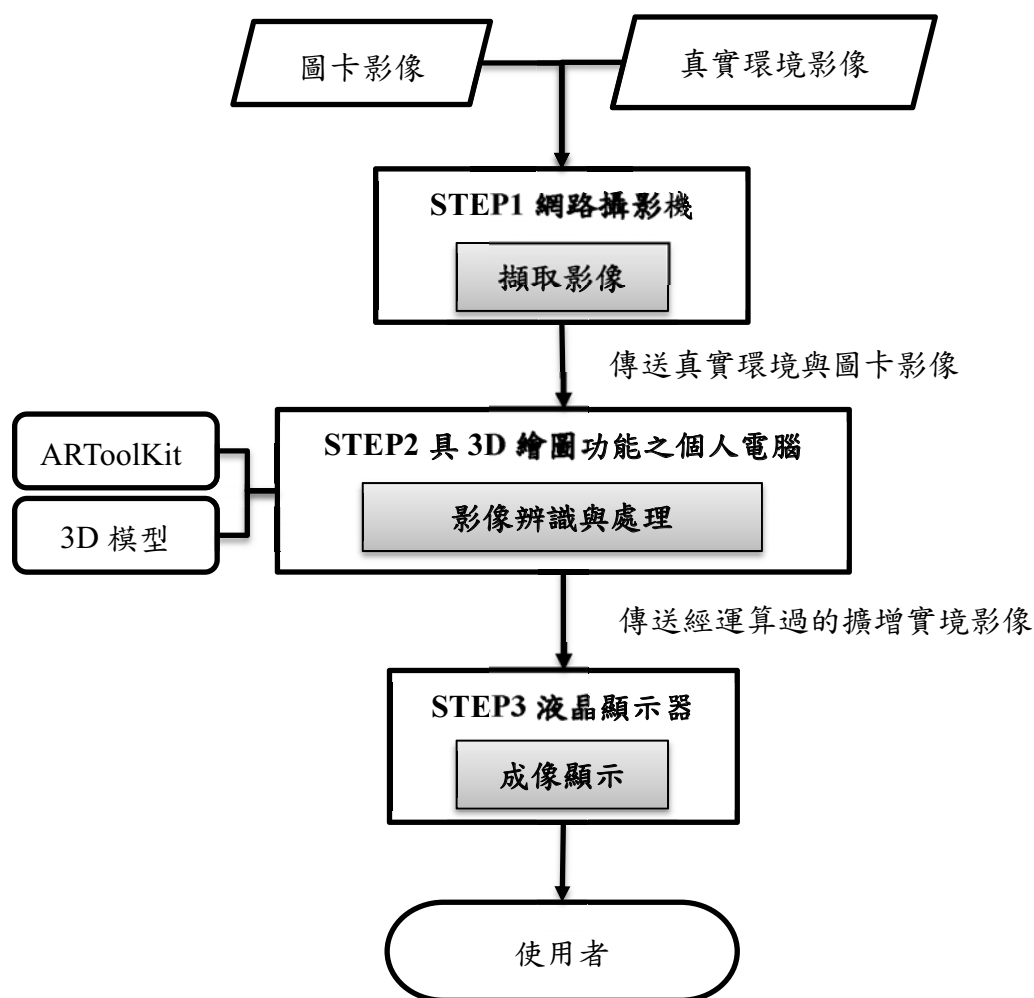 圖卡影像
真實環境影像
STEP1 網路攝影機
擷取影像
傳送真實環境與圖卡影像
STEP2 具 3D 繪圖功能之個人電腦
ARToolKit
影像辨識與處理
3D 模型
傳送經運算過的擴增實境影像
STEP3 液晶顯示器
成像顯示
使用者